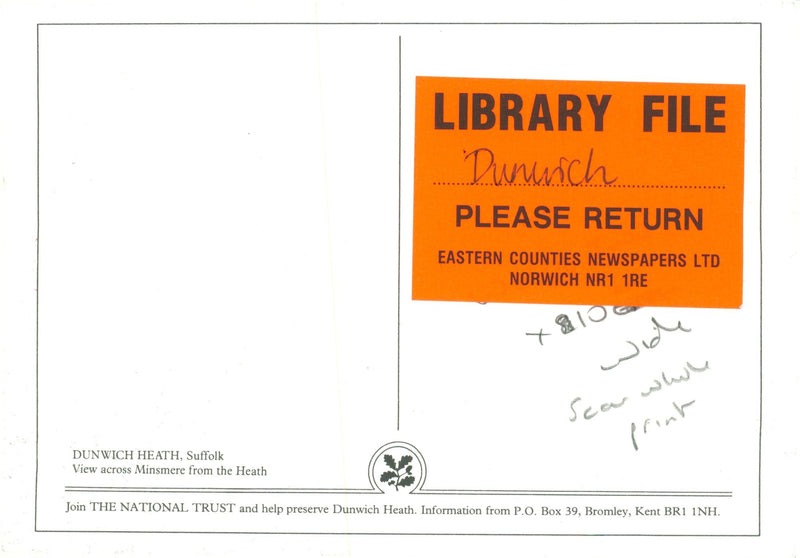 LIBRARY FILE
Dunwich
PLEASE RETURN
EASTERN COUNTIES NEWSPAPERS LTD
NORWICH NR1 1RE
wide
Scan whole
print
DUNWICH HEATH, Suffolk
View across Minsmere from the Heath
Join THE NATIONAL TRUST and help preserve Dunwich Heath. Information from P.O. Box 39, Bromley, Kent BR1 1NH.